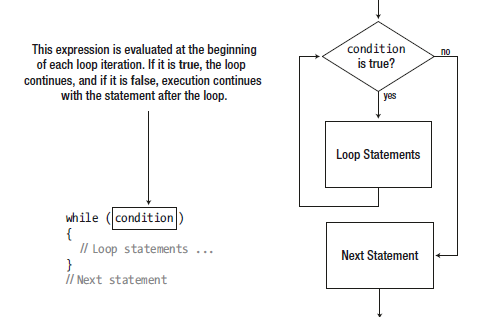 This expression is evaluated at the beginning
of each loop iteration. If it is true, the loop
continues, and if it is false, execution continues
with the statement after the loop.
while (condition)
{
// Loop statements ...
}
// Next statement
condition
is true?
no
yes
Loop Statements
Next Statement